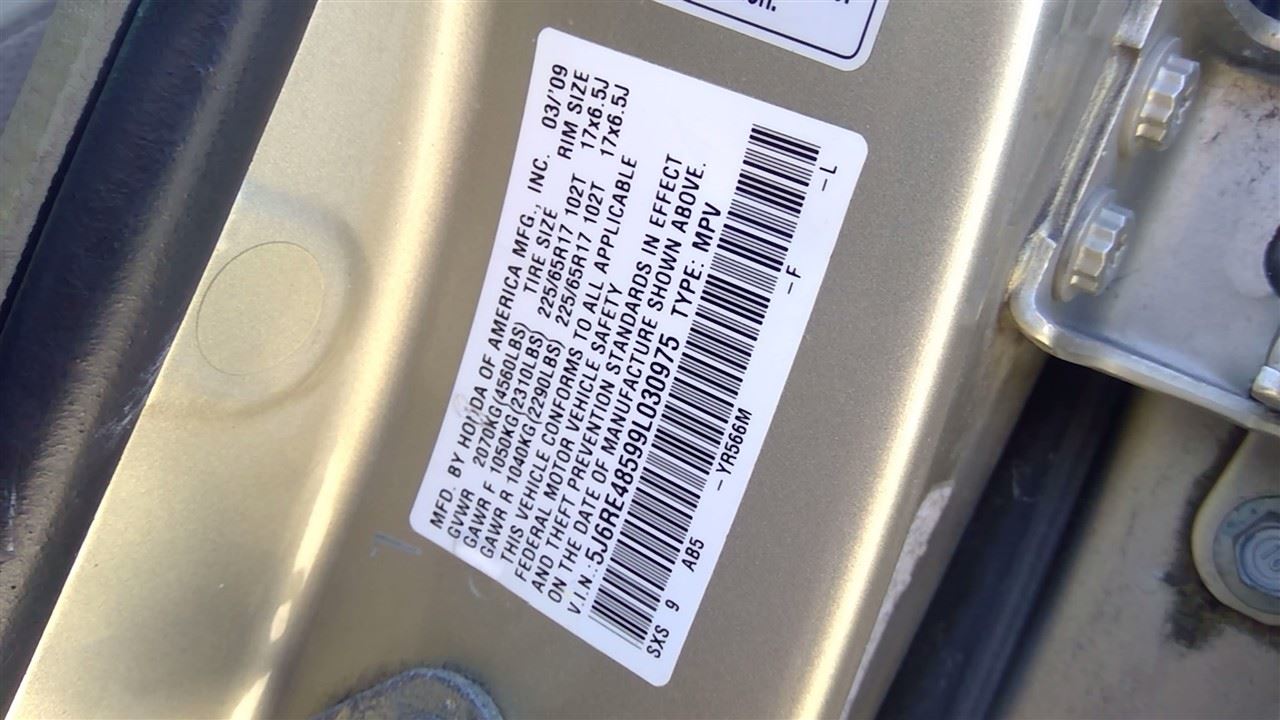 on.
MFD. BY HONDA OF AMERICA MFG., INC. 03/'09
GVWR 2070KG(4560LBS) TIRE SIZE RIM SIZE
GAWR F 1050KG(2310LBS) 225/65R17 102T 17x6.5J
GAWR R 1040KG(2290LBS) 225/65R17 102T 17x6.5J
THIS VEHICLE CONFORMS TO ALL APPLICABLE
FEDERAL MOTOR VEHICLE SAFETY
AND THEFT PREVENTION STANDARDS IN EFFECT
ON THE DATE OF MANUFACTURE SHOWN ABOVE.
V.I.N.:5J6RE48599L030975 TYPE: MPV
SXS 9 AB5 -YR566M -F -L